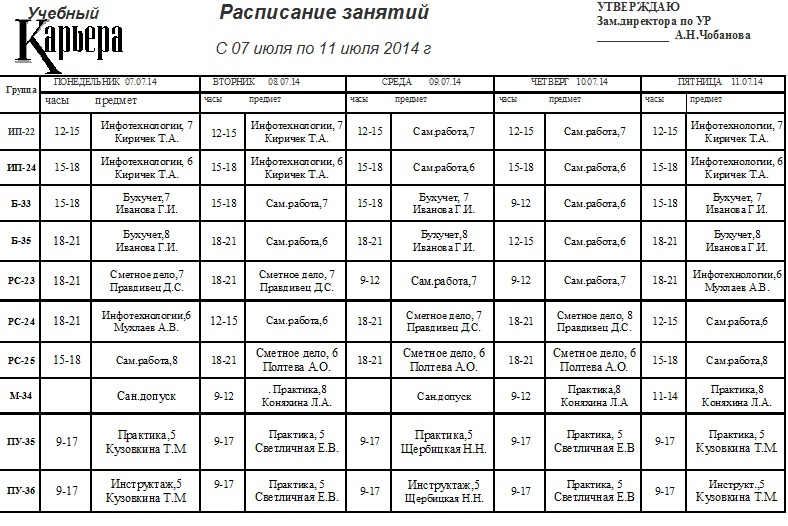 Учебный
Карьера
Расписание занятий
С 07 июля по 11 июля 2014 г
УТВЕРЖДАЮ
Зам.директора по УР
_____________ А.Н.Чобанова
Группа ПОНЕДЕЛЬНИК 07.07.14 ВТОРНИК 08.07.14 СРЕДА 09.07.14 ЧЕТВЕРГ 10.07.14 ПЯТНИЦА 11.07.14
часы предмет часы предмет часы предмет часы предмет часы предмет
ИП-22 12-15 Инфотехнологии, 7 Киричек Т.А. 12-15 Инфотехнологии, 7 Киричек Т.А. 12-15 Сам.работа,7 12-15 Сам.работа,7 12-15 Инфотехнологии, 7 Киричек Т.А.
ИП-24 15-18 Инфотехнологии, 6 Киричек Т.А. 15-18 Инфотехнологии, 6 Киричек Т.А. 15-18 Сам.работа,6 15-18 Сам.работа,6 15-18 Инфотехнологии, 6 Киричек Т.А.
Б-33 15-18 Бухучет,7 Иванова Г.И. 15-18 Сам.работа,7 15-18 Бухучет, 7 Иванова Г.И. 9-12 Сам.работа,6 15-18 Бухучет, 7 Иванова Г.И.
Б-35 18-21 Бухучет,8 Иванова Г.И. 18-21 Сам.работа,6 18-21 Бухучет,8 Иванова Г.И. 12-15 Сам.работа,6 18-21 Бухучет,8 Иванова Г.И.
РС-23 18-21 Сметное дело,7 Правдивец Д.С. 18-21 Сметное дело, 7 Правдивец Д.С. 9-12 Сам.работа,7 9-12 Сам.работа,7 18-21 Инфотехнологии,6 Мухлаев А.В.
РС-24 18-21 Инфотехнологии,6 Мухлаев А.В. 12-15 Сам.работа,6 18-21 Сметное дело, 7 Правдивец Д.С. 18-21 Сметное дело, 8 Правдивец Д.С. 12-15 Сам.работа,6
РС-25 15-18 Сам.работа,8 18-21 Сметное дело, 6 Полтева А.О. 18-21 Сметное дело, 6 Полтева А.О. 18-21 Сметное дело, 6 Полтева А.О. 15-18 Сам.работа,8
М-34 Сан.допуск 9-12 . Практика,8 Коняхина Л.А. Сан.допуск 9-12 Практика,8 Коняхина Л.А 11-14 Практика,8 Коняхина Л.А.
ПУ-35 9-17 Практика,5 Кузовкина Т.М 9-17 Практика, 5 Светличная Е.В. 9-17 Практика,5 Щербицкая Н.Н. 9-17 Практика, 5 Светличная Е.В 9-17 Практика,5 Кузовкина Т.М.
ПУ-36 9-17 Инструктаж,5 Кузовкина Т.М 9-17 Практика, 5 Светличная Е.В. 9-17 Инструктаж,5 Щербицкая Н.Н. 9-17 Практика, 5 Светличная Е.В 9-17 Инструкт.,5 Кузовкина Т.М.